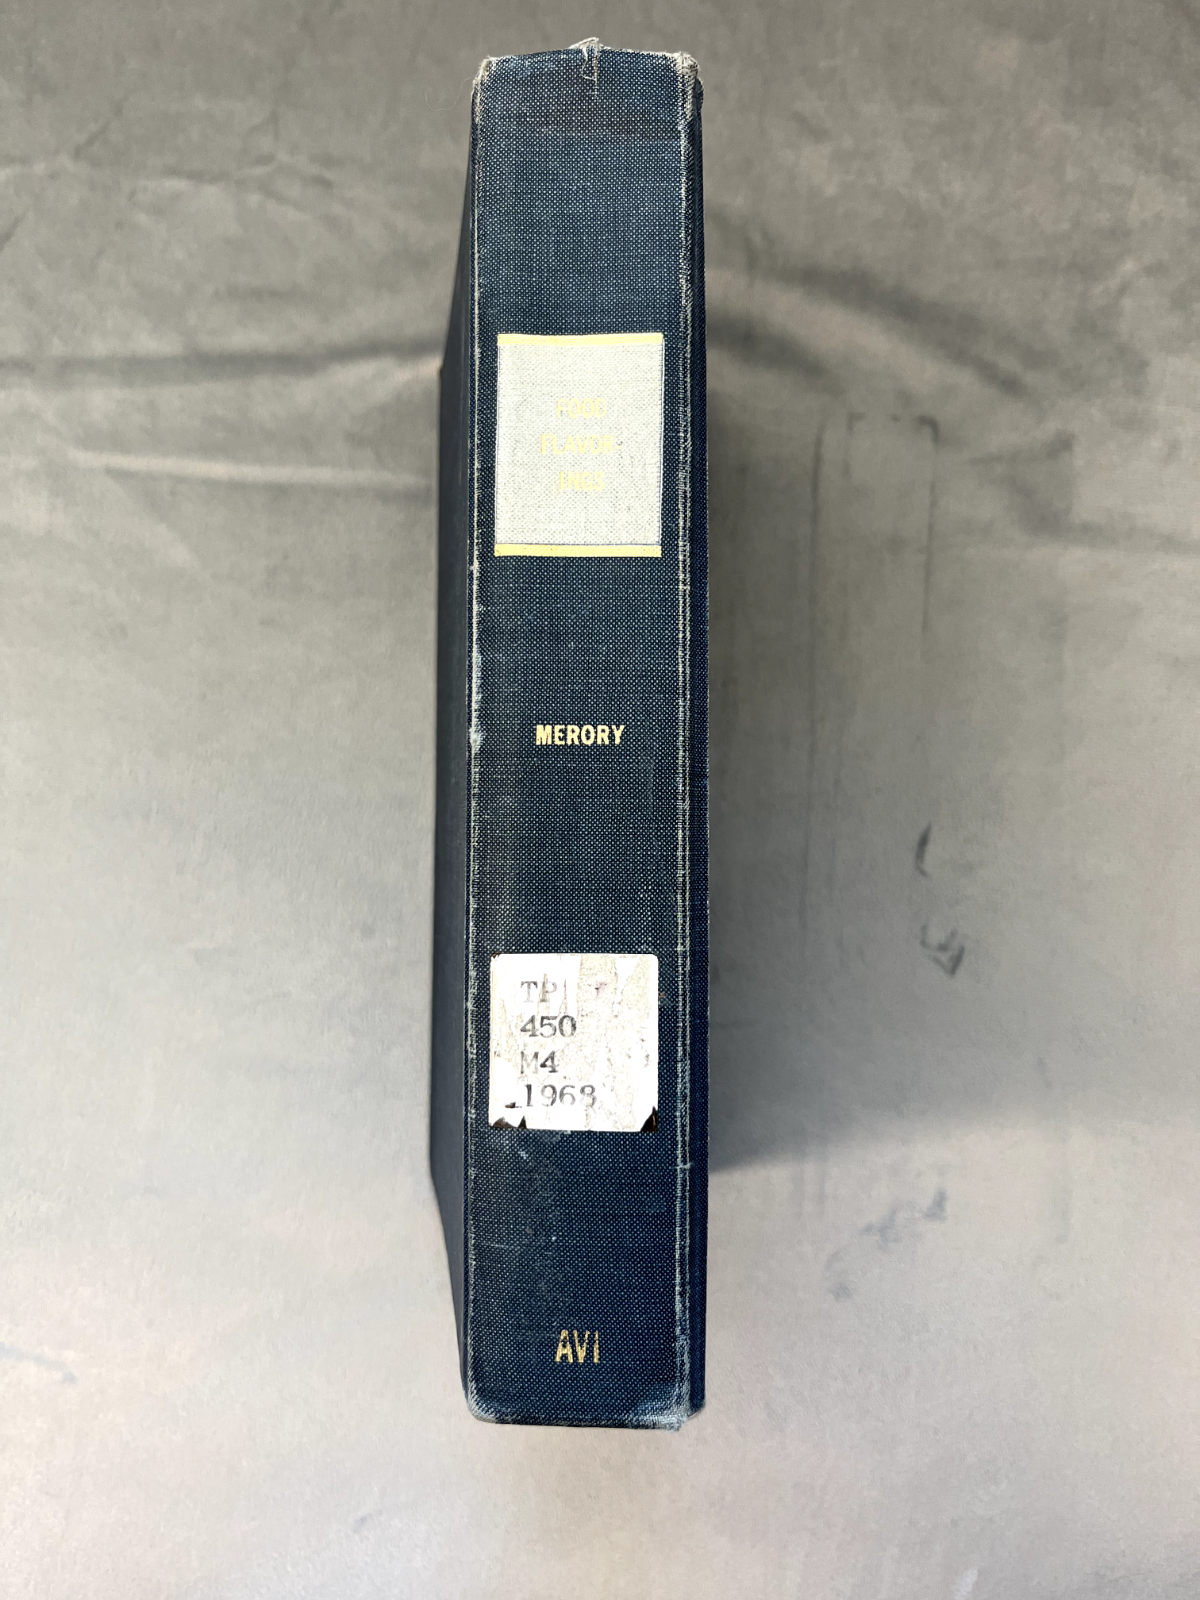 FOOD
FLAVOR-
INGS
MERORY
TP
450
M4
1968
AVI